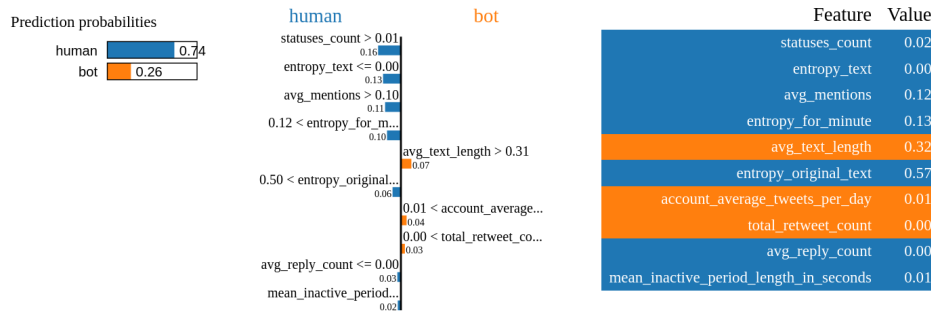 Prediction probabilities
human 0.74
bot 0.26
human bot
statuses_count > 0.01
0.16
entropy_text <= 0.00
0.13
avg_mentions > 0.10
0.11
0.12 < entropy_for_m...
0.10
avg_text_length > 0.31
0.07
0.50 < entropy_original...
0.06
0.01 < account_average...
0.04
0.00 < total_retweet_co...
0.03
avg_reply_count <= 0.00
0.03
mean_inactive_period...
0.02
Feature Value
statuses_count 0.02
entropy_text 0.00
avg_mentions 0.12
entropy_for_minute 0.13
avg_text_length 0.32
entropy_original_text 0.57
account_average_tweets_per_day 0.01
total_retweet_count 0.00
avg_reply_count 0.00
mean_inactive_period_length_in_seconds 0.01